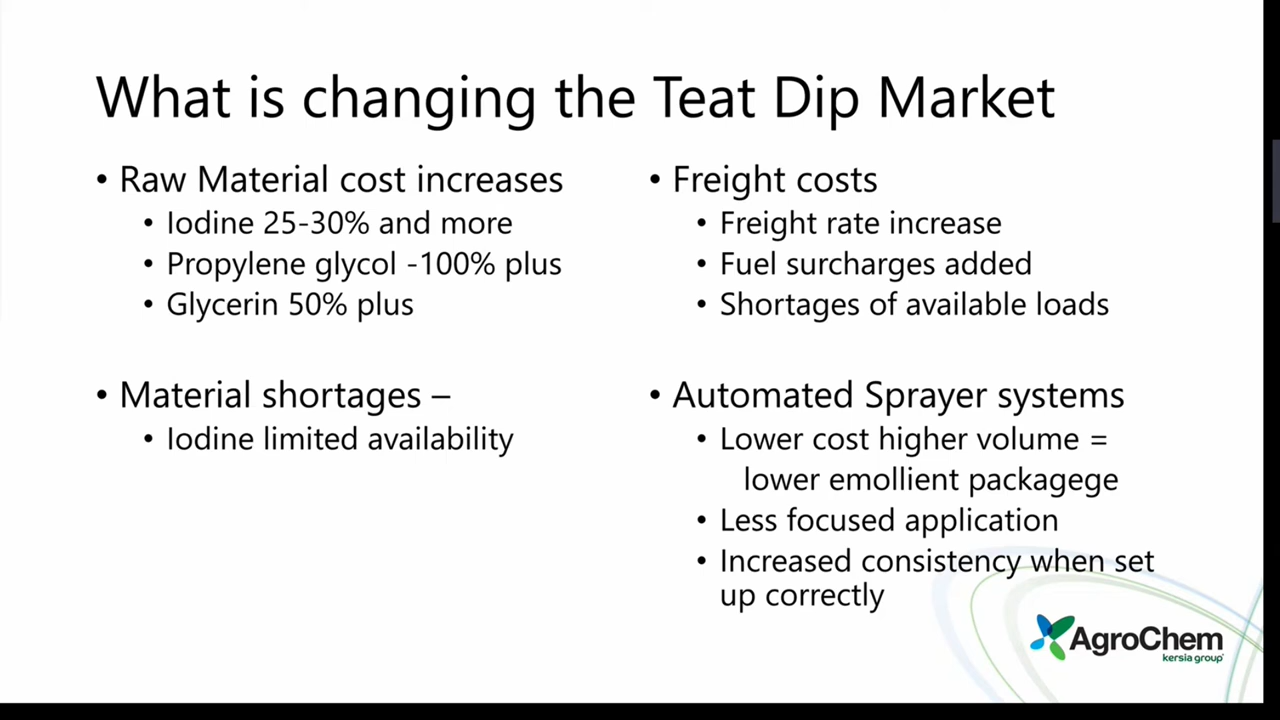 What is changing the Teat Dip Market
• Raw Material cost increases
• Iodine 25-30% and more
• Propylene glycol -100% plus
• Glycerin 50% plus
• Material shortages –
• Iodine limited availability
• Freight costs
• Freight rate increase
• Fuel surcharges added
• Shortages of available loads
• Automated Sprayer systems
• Lower cost higher volume =
lower emollient packagege
• Less focused application
• Increased consistency when set
up correctly
AgroChem
kersia group